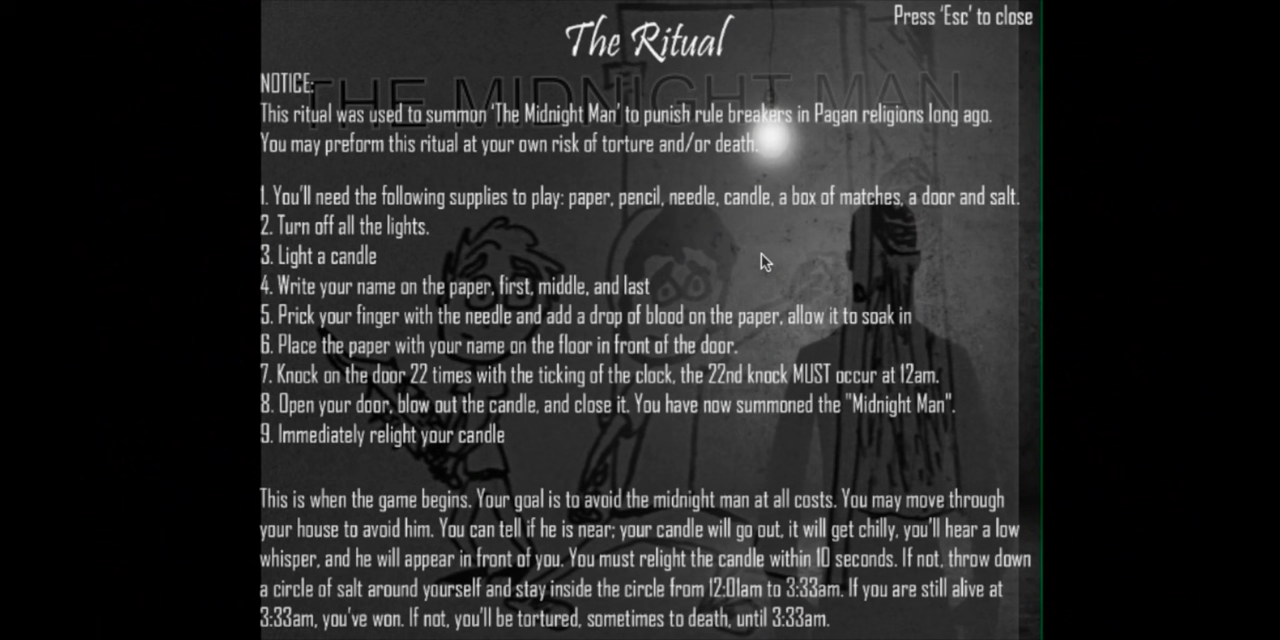 Press 'Esc' to close
The Ritual
THE MIDNIGHT MAN
NOTICE:
This ritual was used to summon 'The Midnight Man' to punish rule breakers in Pagan religions long ago.
You may preform this ritual at your own risk of torture and/or death.
1. You'll need the following supplies to play: paper, pencil, needle, candle, a box of matches, a door and salt.
2. Turn off all the lights.
3. Light a candle
4. Write your name on the paper, first, middle, and last
5. Prick your finger with the needle and add a drop of blood on the paper, allow it to soak in
6. Place the paper with your name on the floor in front of the door.
7. Knock on the door 22 times with the ticking of the clock, the 22nd knock MUST occur at 12am.
8. Open your door, blow out the candle, and close it. You have now summoned the "Midnight Man".
9. Immediately relight your candle
This is when the game begins. Your goal is to avoid the midnight man at all costs. You may move through
your house to avoid him. You can tell if he is near; your candle will go out, it will get chilly, you'll hear a low
whisper, and he will appear in front of you. You must relight the candle within 10 seconds. If not, throw down
a circle of salt around yourself and stay inside the circle from 12:01am to 3:33am. If you are still alive at
3:33am, you've won. If not, you'll be tortured, sometimes to death, until 3:33am.